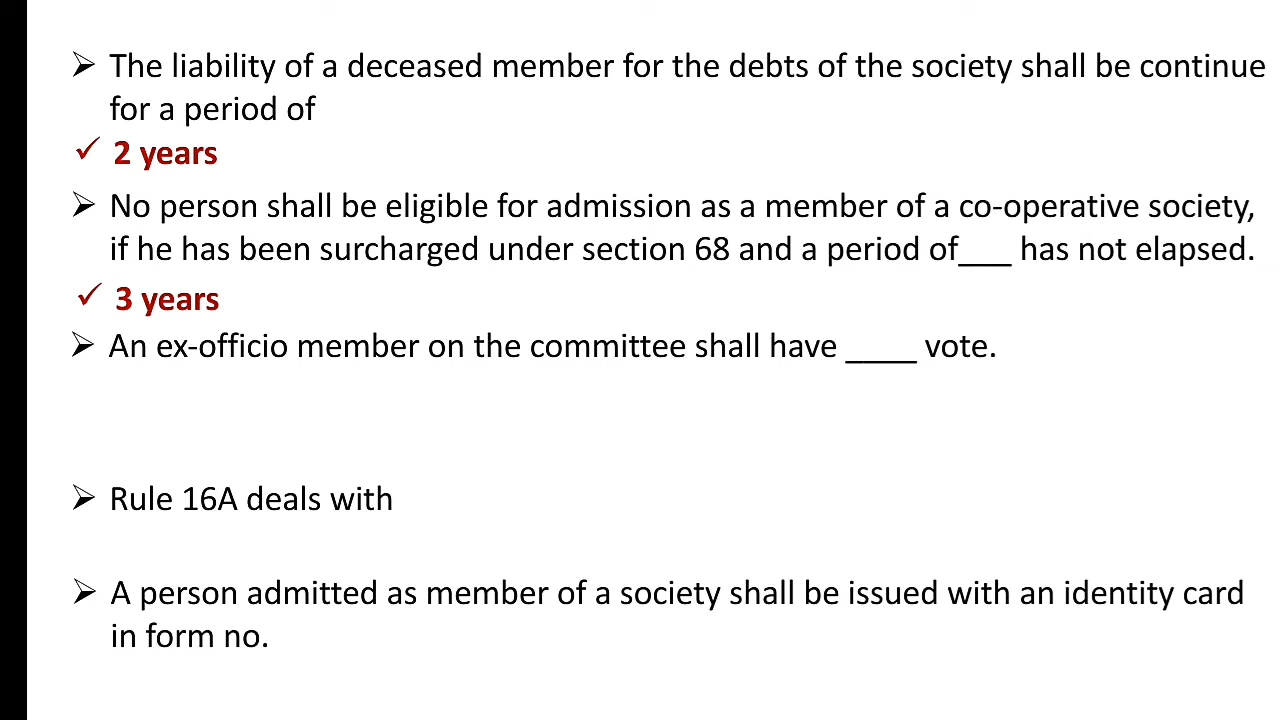 ➢ The liability of a deceased member for the debts of the society shall be continue
for a period of
✓ 2 years
➢ No person shall be eligible for admission as a member of a co-operative society,
if he has been surcharged under section 68 and a period of___ has not elapsed.
✓ 3 years
➢ An ex-officio member on the committee shall have ____ vote.
➢ Rule 16A deals with
➢ A person admitted as member of a society shall be issued with an identity card
in form no.